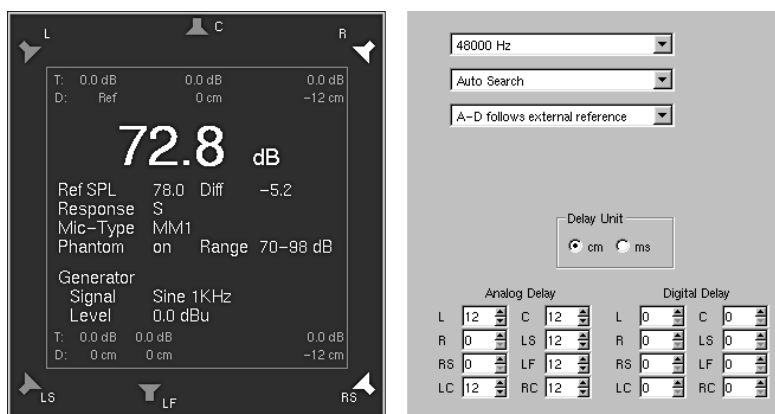 L C R
T: 0.0 dB 0.0 dB 0.0 dB
D: Ref 0 cm -12 cm
72.8 dB
Ref SPL 78.0 Diff -5.2
Response S
Mic-Type MM1
Phantom on Range 70-98 dB
Generator
Signal Sine 1KHz
Level 0.0 dBu
T: 0.0 dB 0.0 dB 0.0 dB
D: 0 cm 0 cm -12 cm
LS LF RS
48000 Hz
Auto Search
A-D follows external reference
Delay Unit
cm ms
Analog Delay Digital Delay
L 12 C 12 L 0 C 0
R 0 LS 12 R 0 LS 0
RS 0 LF 12 RS 0 LF 0
LC 12 RC 12 LC 0 RC 0